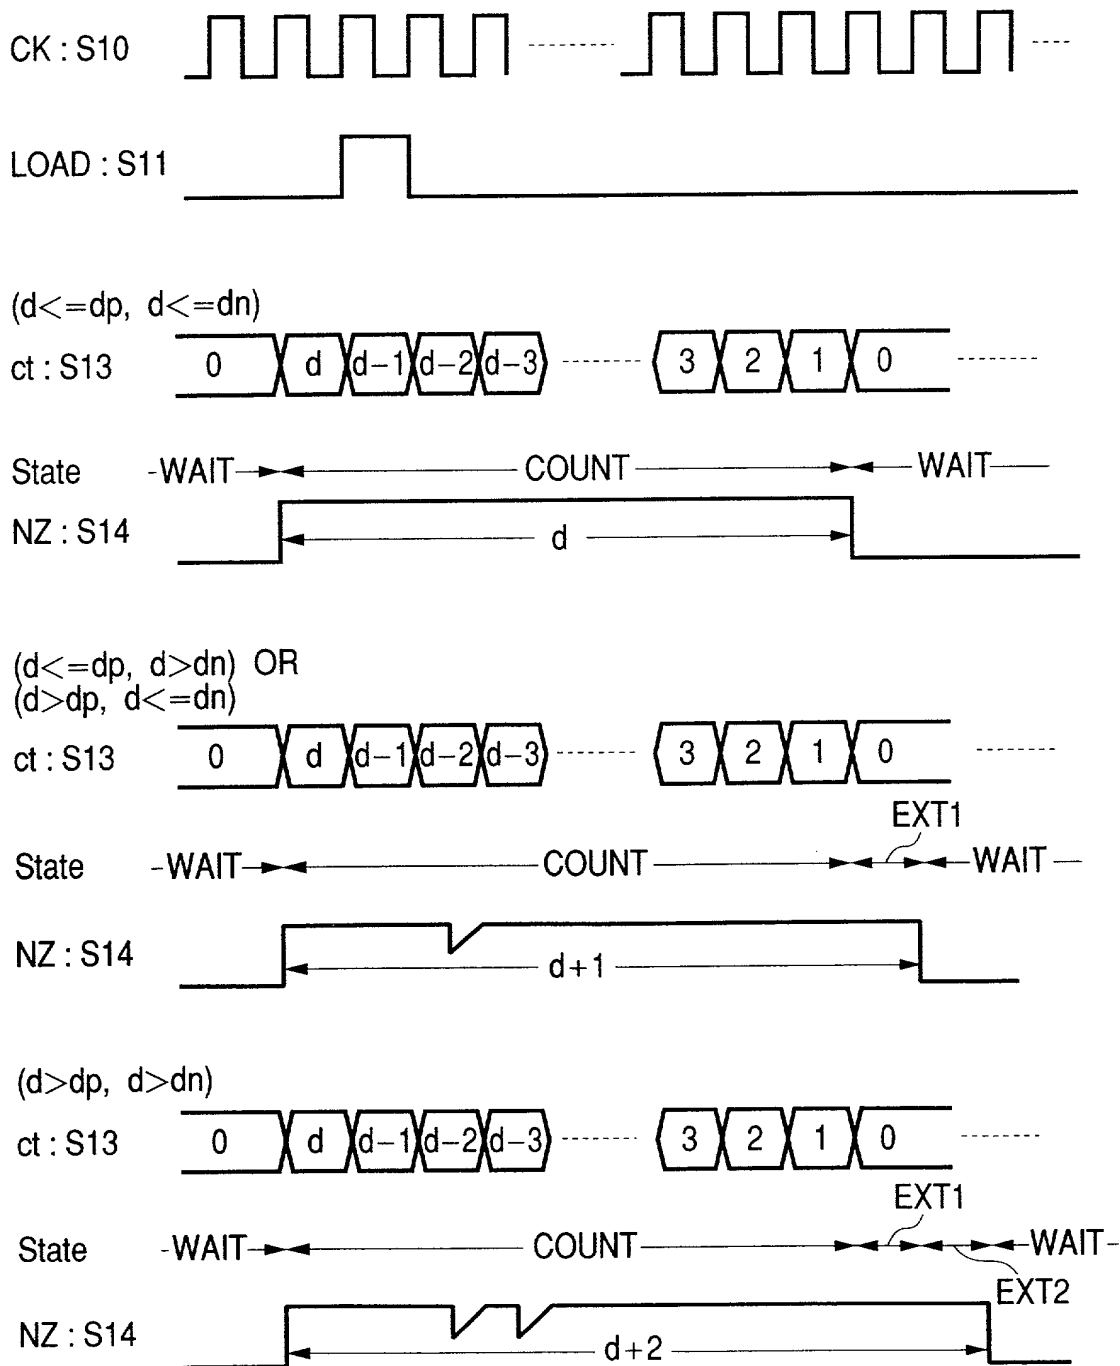 CK : S10
LOAD : S11
(d<=dp, d<=dn)
ct : S13 0 d d-1 d-2 d-3 3 2 1 0
State WAIT COUNT WAIT
NZ : S14 d
(d<=dp, d>dn) OR
(d>dp, d<=dn)
ct : S13 0 d d-1 d-2 d-3 3 2 1 0
EXT1
State WAIT COUNT WAIT
NZ : S14 d+1
(d>dp, d>dn)
ct : S13 0 d d-1 d-2 d-3 3 2 1 0
EXT1
State WAIT COUNT WAIT
EXT2
NZ : S14 d+2